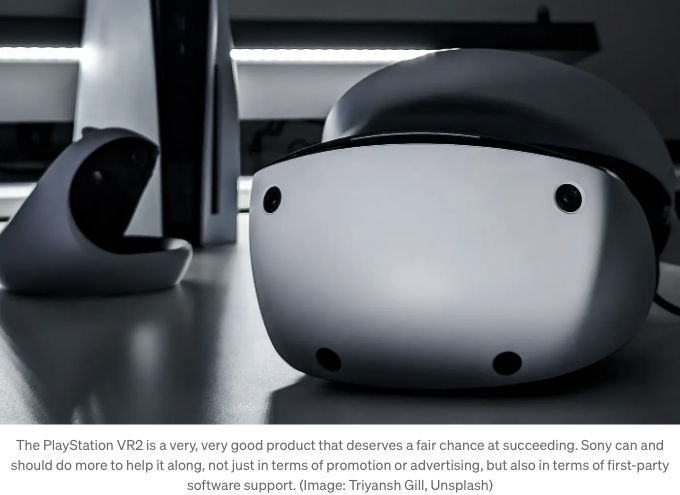 The PlayStation VR2 is a very, very good product that deserves a fair chance at succeeding. Sony can and
should do more to help it along, not just in terms of promotion or advertising, but also in terms of first-party
software support. (Image: Triyansh Gill, Unsplash)